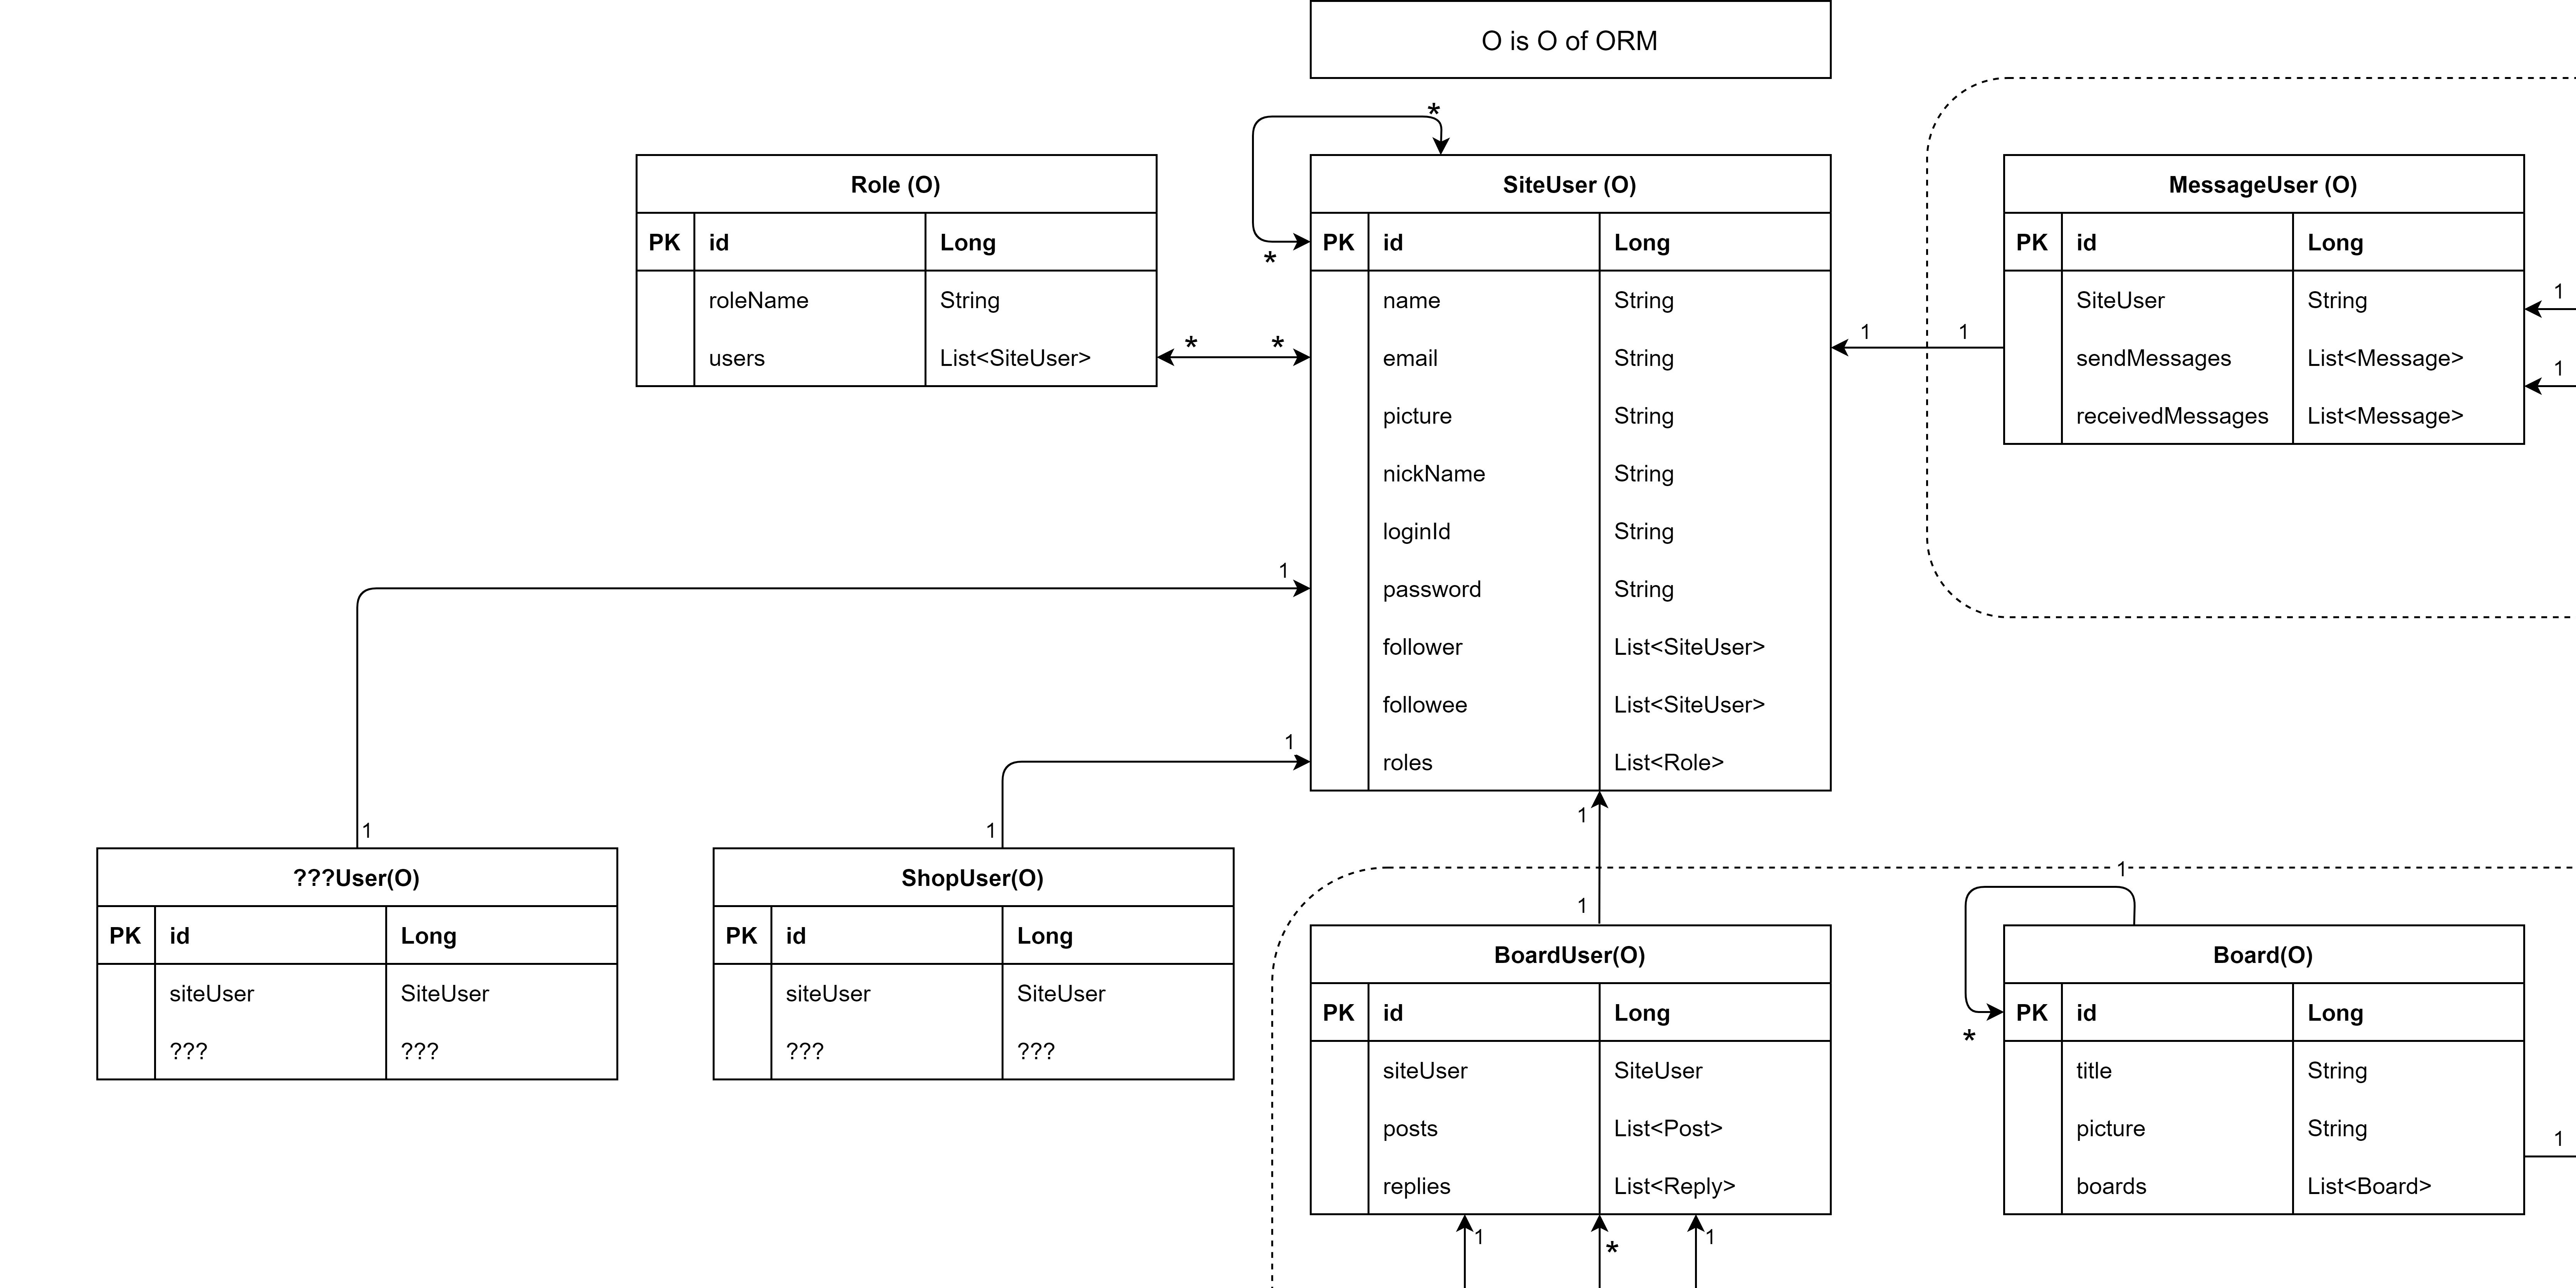 O is O of ORM
*
*
Role (O)
PK id Long
roleName String
users List<SiteUser>
* *
SiteUser (O)
PK id Long
name String
email String
picture String
nickName String
loginId String
password String
follower List<SiteUser>
followee List<SiteUser>
roles List<Role>
1 1
MessageUser (O)
PK id Long
SiteUser String
sendMessages List<Message>
receivedMessages List<Message>
1
1
1
1
1
1
1
1
???User(O)
PK id Long
siteUser SiteUser
??? ???
ShopUser(O)
PK id Long
siteUser SiteUser
??? ???
BoardUser(O)
PK id Long
siteUser SiteUser
posts List<Post>
replies List<Reply>
1 * 1
1
*
Board(O)
PK id Long
title String
picture String
boards List<Board>
1